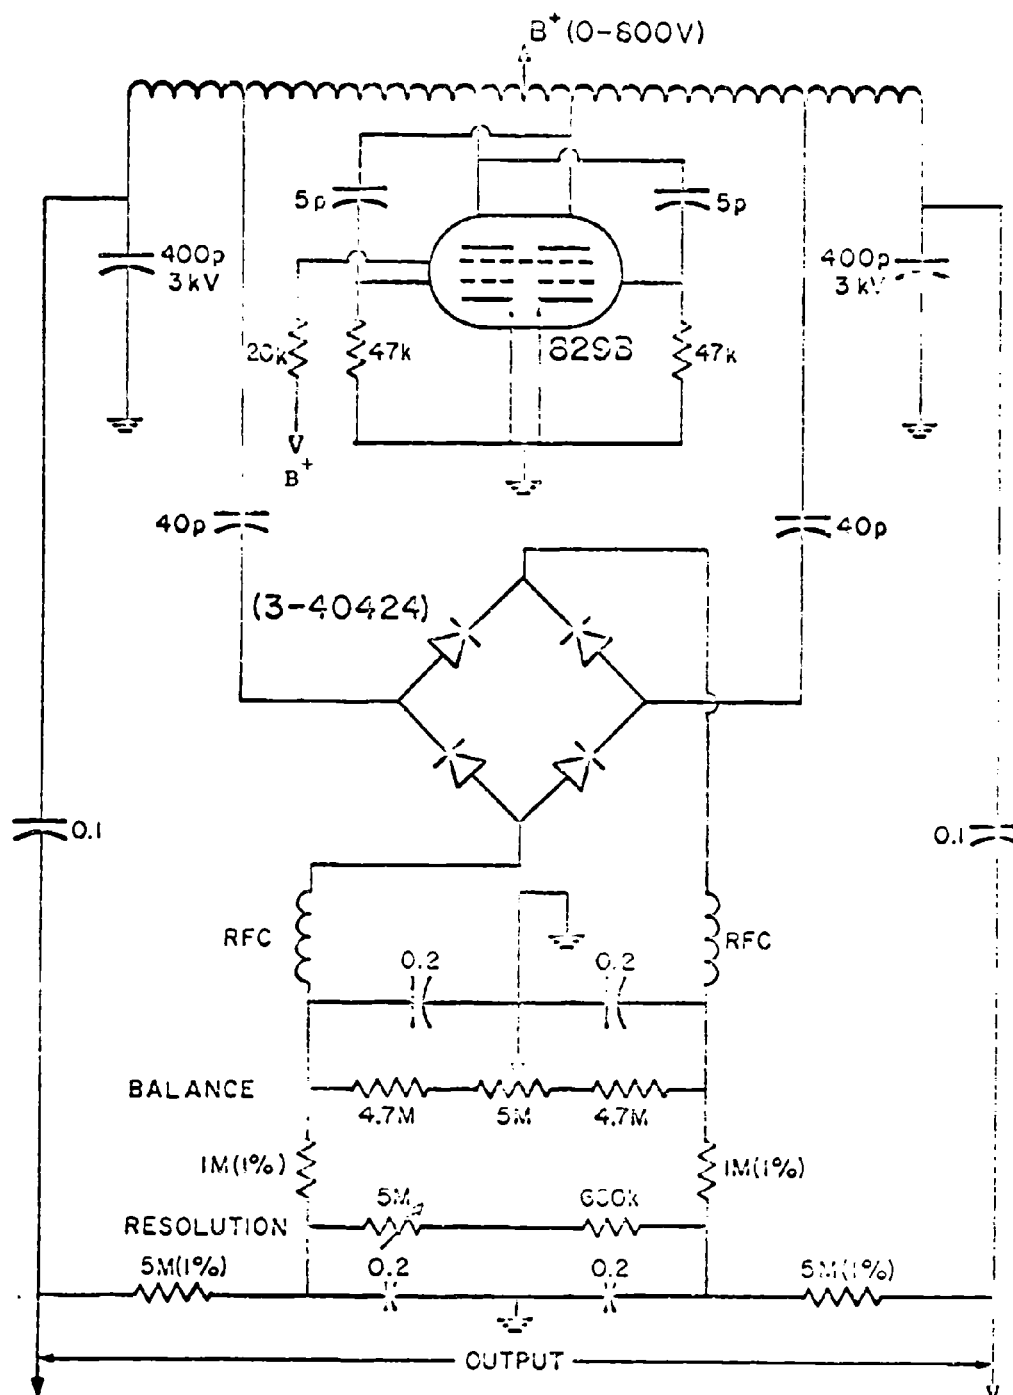 B+ (0-800V)
5p
5p
400p
3kV
400p
3kV
20k
47k
829B
47k
B+
40p
40p
(3-40424)
0.1
0.1
RFC
RFC
0.2
0.2
BALANCE
4.7M
5M
4.7M
1M(1%)
1M(1%)
5M
RESOLUTION
5M(1%)
0.2
0.2
5M(1%)
OUTPUT